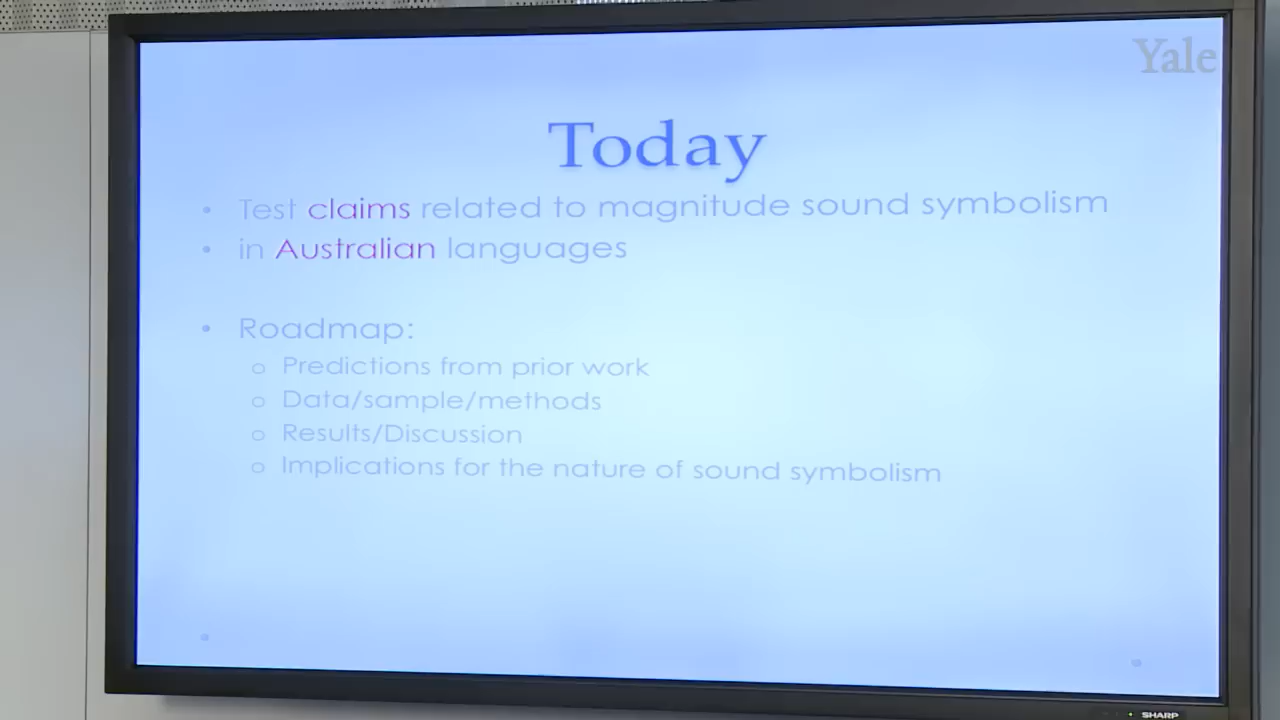 Yale
Today
• Test claims related to magnitude sound symbolism
• in Australian languages
• Roadmap:
o Predictions from prior work
o Data/sample/methods
o Results/Discussion
o Implications for the nature of sound symbolism
SHARP